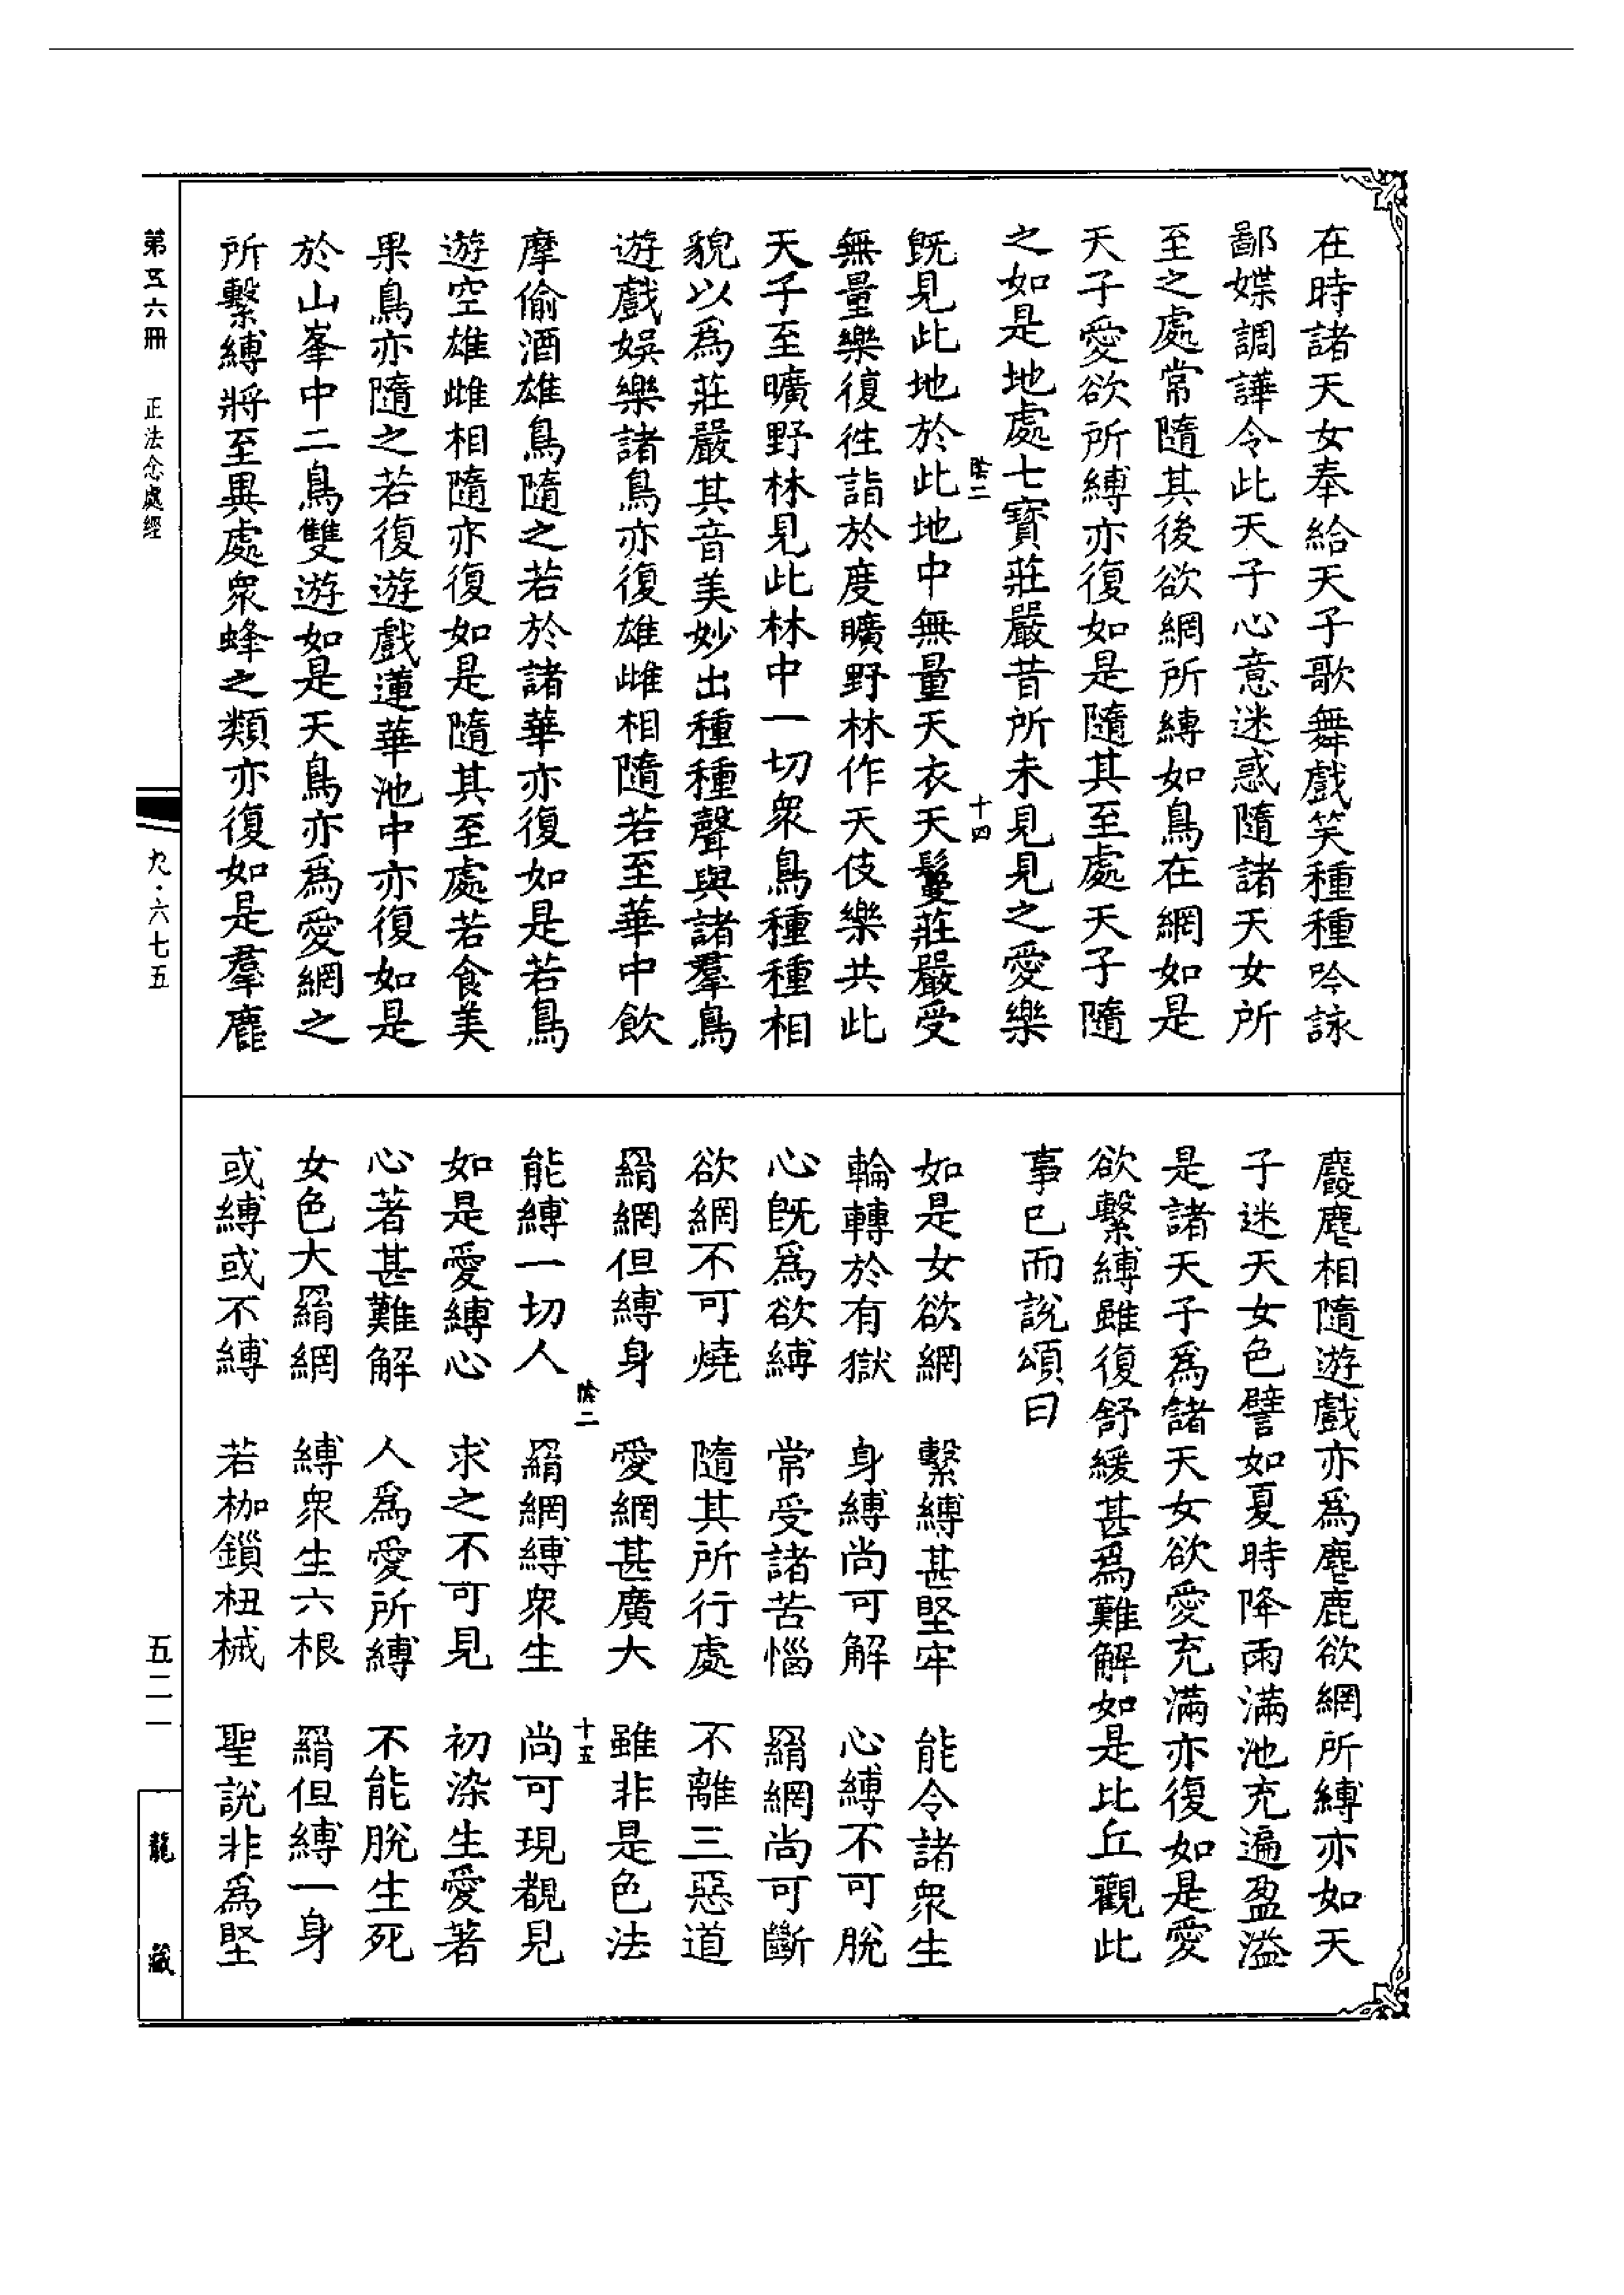 在時諸天女奉給天子歌舞戲笑種種吟詠
鄙媟調譁令此天子心意迷惑隨諸天女所
至之處常隨其後欲網所縛如鳥在網如是
天子愛欲所縛亦復如是隨其至處天子隨
之如是地處七寶莊嚴昔所未見見之愛樂
陰二
十四
旣見此地於此地中無量天衣天鬘莊嚴受
無量樂復徃詣於度曠野林作天伎樂共此
天子至曠野林見此林中一切衆鳥種種相
貌以爲莊嚴其音美妙出種種聲與諸羣鳥
遊戲娛樂諸鳥亦復雄雌相隨若至華中飲
摩偷酒雄鳥隨之若於諸華亦復如是若鳥
遊空雄雌相隨亦復如是隨其至處若食美
果鳥亦隨之若復遊戲蓮華池中亦復如是
於山峯中二鳥雙遊如是天鳥亦爲愛網之
所繫縛將至異處衆蜂之類亦復如是羣鹿
麚麀相隨遊戲亦爲麀鹿欲網所縛亦如天
子迷天女色譬如夏時降雨滿池充遍盈溢
是諸天子爲諸天女欲愛充滿亦復如是愛
欲繫縛雖復舒緩甚爲難解如是比丘觀此
事已而說頌曰
如是女欲網　繫縛甚堅牢　能令諸衆生
輪轉於有獄　身縛尚可解　心縛不可脫
心旣爲欲縛　常受諸苦惱　羂網尚可斷
欲網不可燒　隨其所行處　不離三惡道
羂網但縛身　愛網甚廣大　雖非是色法
陰二
十五
能縛一切人　羂網縛衆生　尚可現覩見
如是愛縛心　求之不可見　初染生愛著
心著甚難解　人爲愛所縛　不能脫生死
女色大羂網　縛衆生六根　羂但縛一身
或縛或不縛　若枷鎖杻械　聖說非爲堅
第五六冊　正法念處經
九·六七五
五二一
龍藏